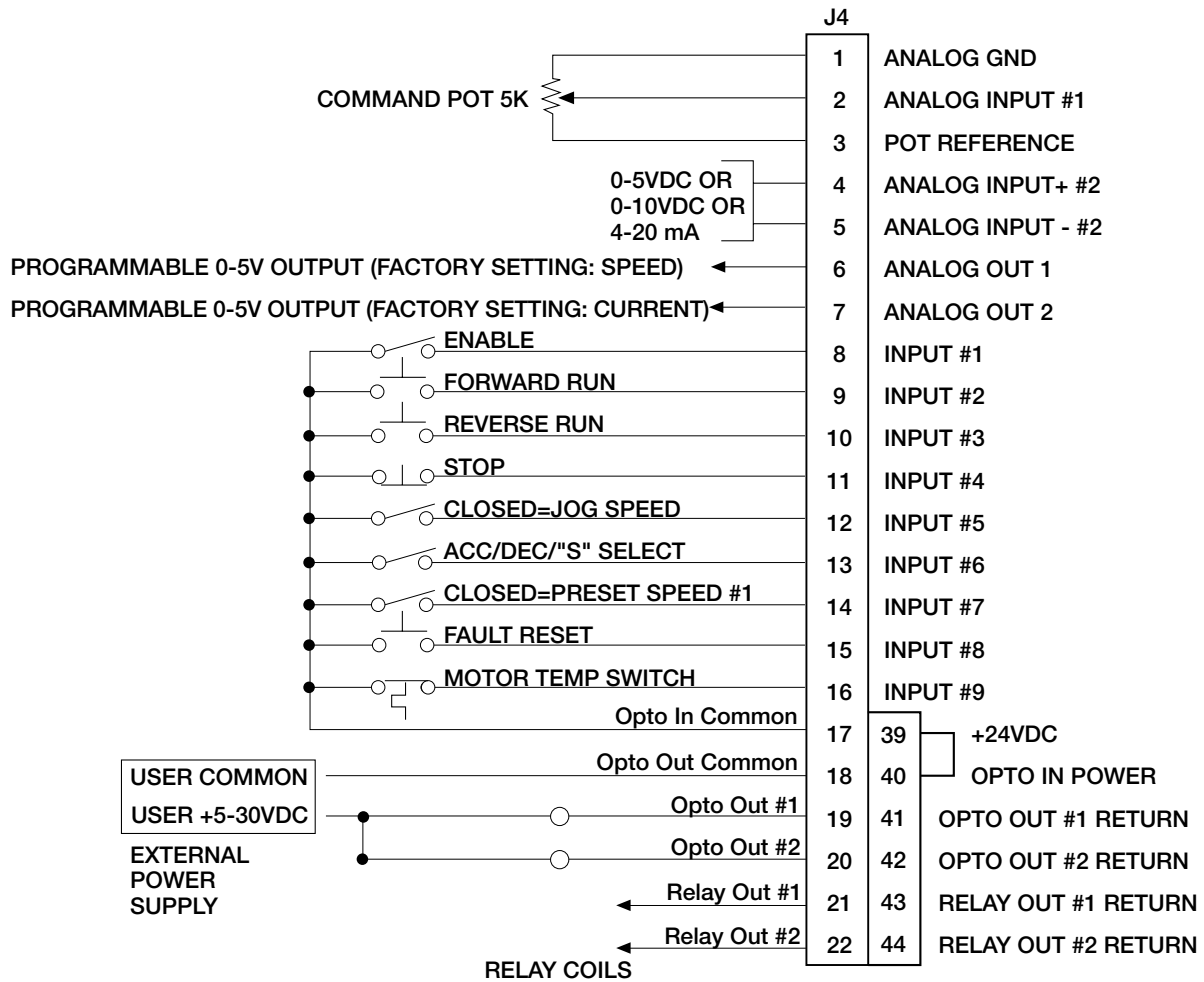 J4
1 ANALOG GND
COMMAND POT 5K 2 ANALOG INPUT #1
3 POT REFERENCE
0-5VDC OR
0-10VDC OR
4-20 mA
4 ANALOG INPUT+ #2
5 ANALOG INPUT - #2
PROGRAMMABLE 0-5V OUTPUT (FACTORY SETTING: SPEED) 6 ANALOG OUT 1
PROGRAMMABLE 0-5V OUTPUT (FACTORY SETTING: CURRENT) 7 ANALOG OUT 2
ENABLE 8 INPUT #1
FORWARD RUN 9 INPUT #2
REVERSE RUN 10 INPUT #3
STOP 11 INPUT #4
CLOSED=JOG SPEED 12 INPUT #5
ACC/DEC/"S" SELECT 13 INPUT #6
CLOSED=PRESET SPEED #1 14 INPUT #7
FAULT RESET 15 INPUT #8
MOTOR TEMP SWITCH 16 INPUT #9
Opto In Common 17 39 +24VDC
USER COMMON Opto Out Common 18 40 OPTO IN POWER
USER +5-30VDC Opto Out #1 19 41 OPTO OUT #1 RETURN
Opto Out #2 20 42 OPTO OUT #2 RETURN
EXTERNAL
POWER
SUPPLY
Relay Out #1 21 43 RELAY OUT #1 RETURN
Relay Out #2 22 44 RELAY OUT #2 RETURN
RELAY COILS